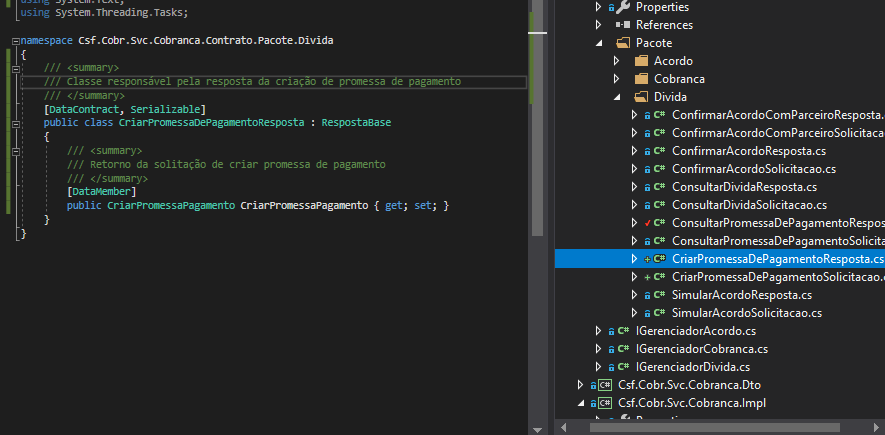 using System.Text;
using System.Threading.Tasks;
namespace Csf.Cobr.Svc.Cobranca.Contrato.Pacote.Divida
{
/// <summary>
/// Classe responsável pela resposta da criação de promessa de pagamento
/// </summary>
[DataContract, Serializable]
public class CriarPromessaDePagamentoResposta : RespostaBase
{
/// <summary>
/// Retorno da solitação de criar promessa de pagamento
/// </summary>
[DataMember]
public CriarPromessaPagamento CriarPromessaPagamento { get; set; }
}
}
Properties
References
Pacote
Acordo
Cobranca
Divida
C# ConfirmarAcordoComParceiroResposta.
C# ConfirmarAcordoComParceiroSolicitaca
C# ConfirmarAcordoResposta.cs
C# ConfirmarAcordoSolicitacao.cs
C# ConsultarDividaResposta.cs
C# ConsultarDividaSolicitacao.cs
C# ConsultarPromessaDePagamentoRespos
C# ConsultarPromessaDePagamentoSolicita
C# CriarPromessaDePagamentoResposta.cs
C# CriarPromessaDePagamentoSolicitacao.
C# SimularAcordoResposta.cs
C# SimularAcordoSolicitacao.cs
C# IGerenciadorAcordo.cs
C# IGerenciadorCobranca.cs
C# IGerenciadorDivida.cs
C# Csf.Cobr.Svc.Cobranca.Dto
C# Csf.Cobr.Svc.Cobranca.Impl